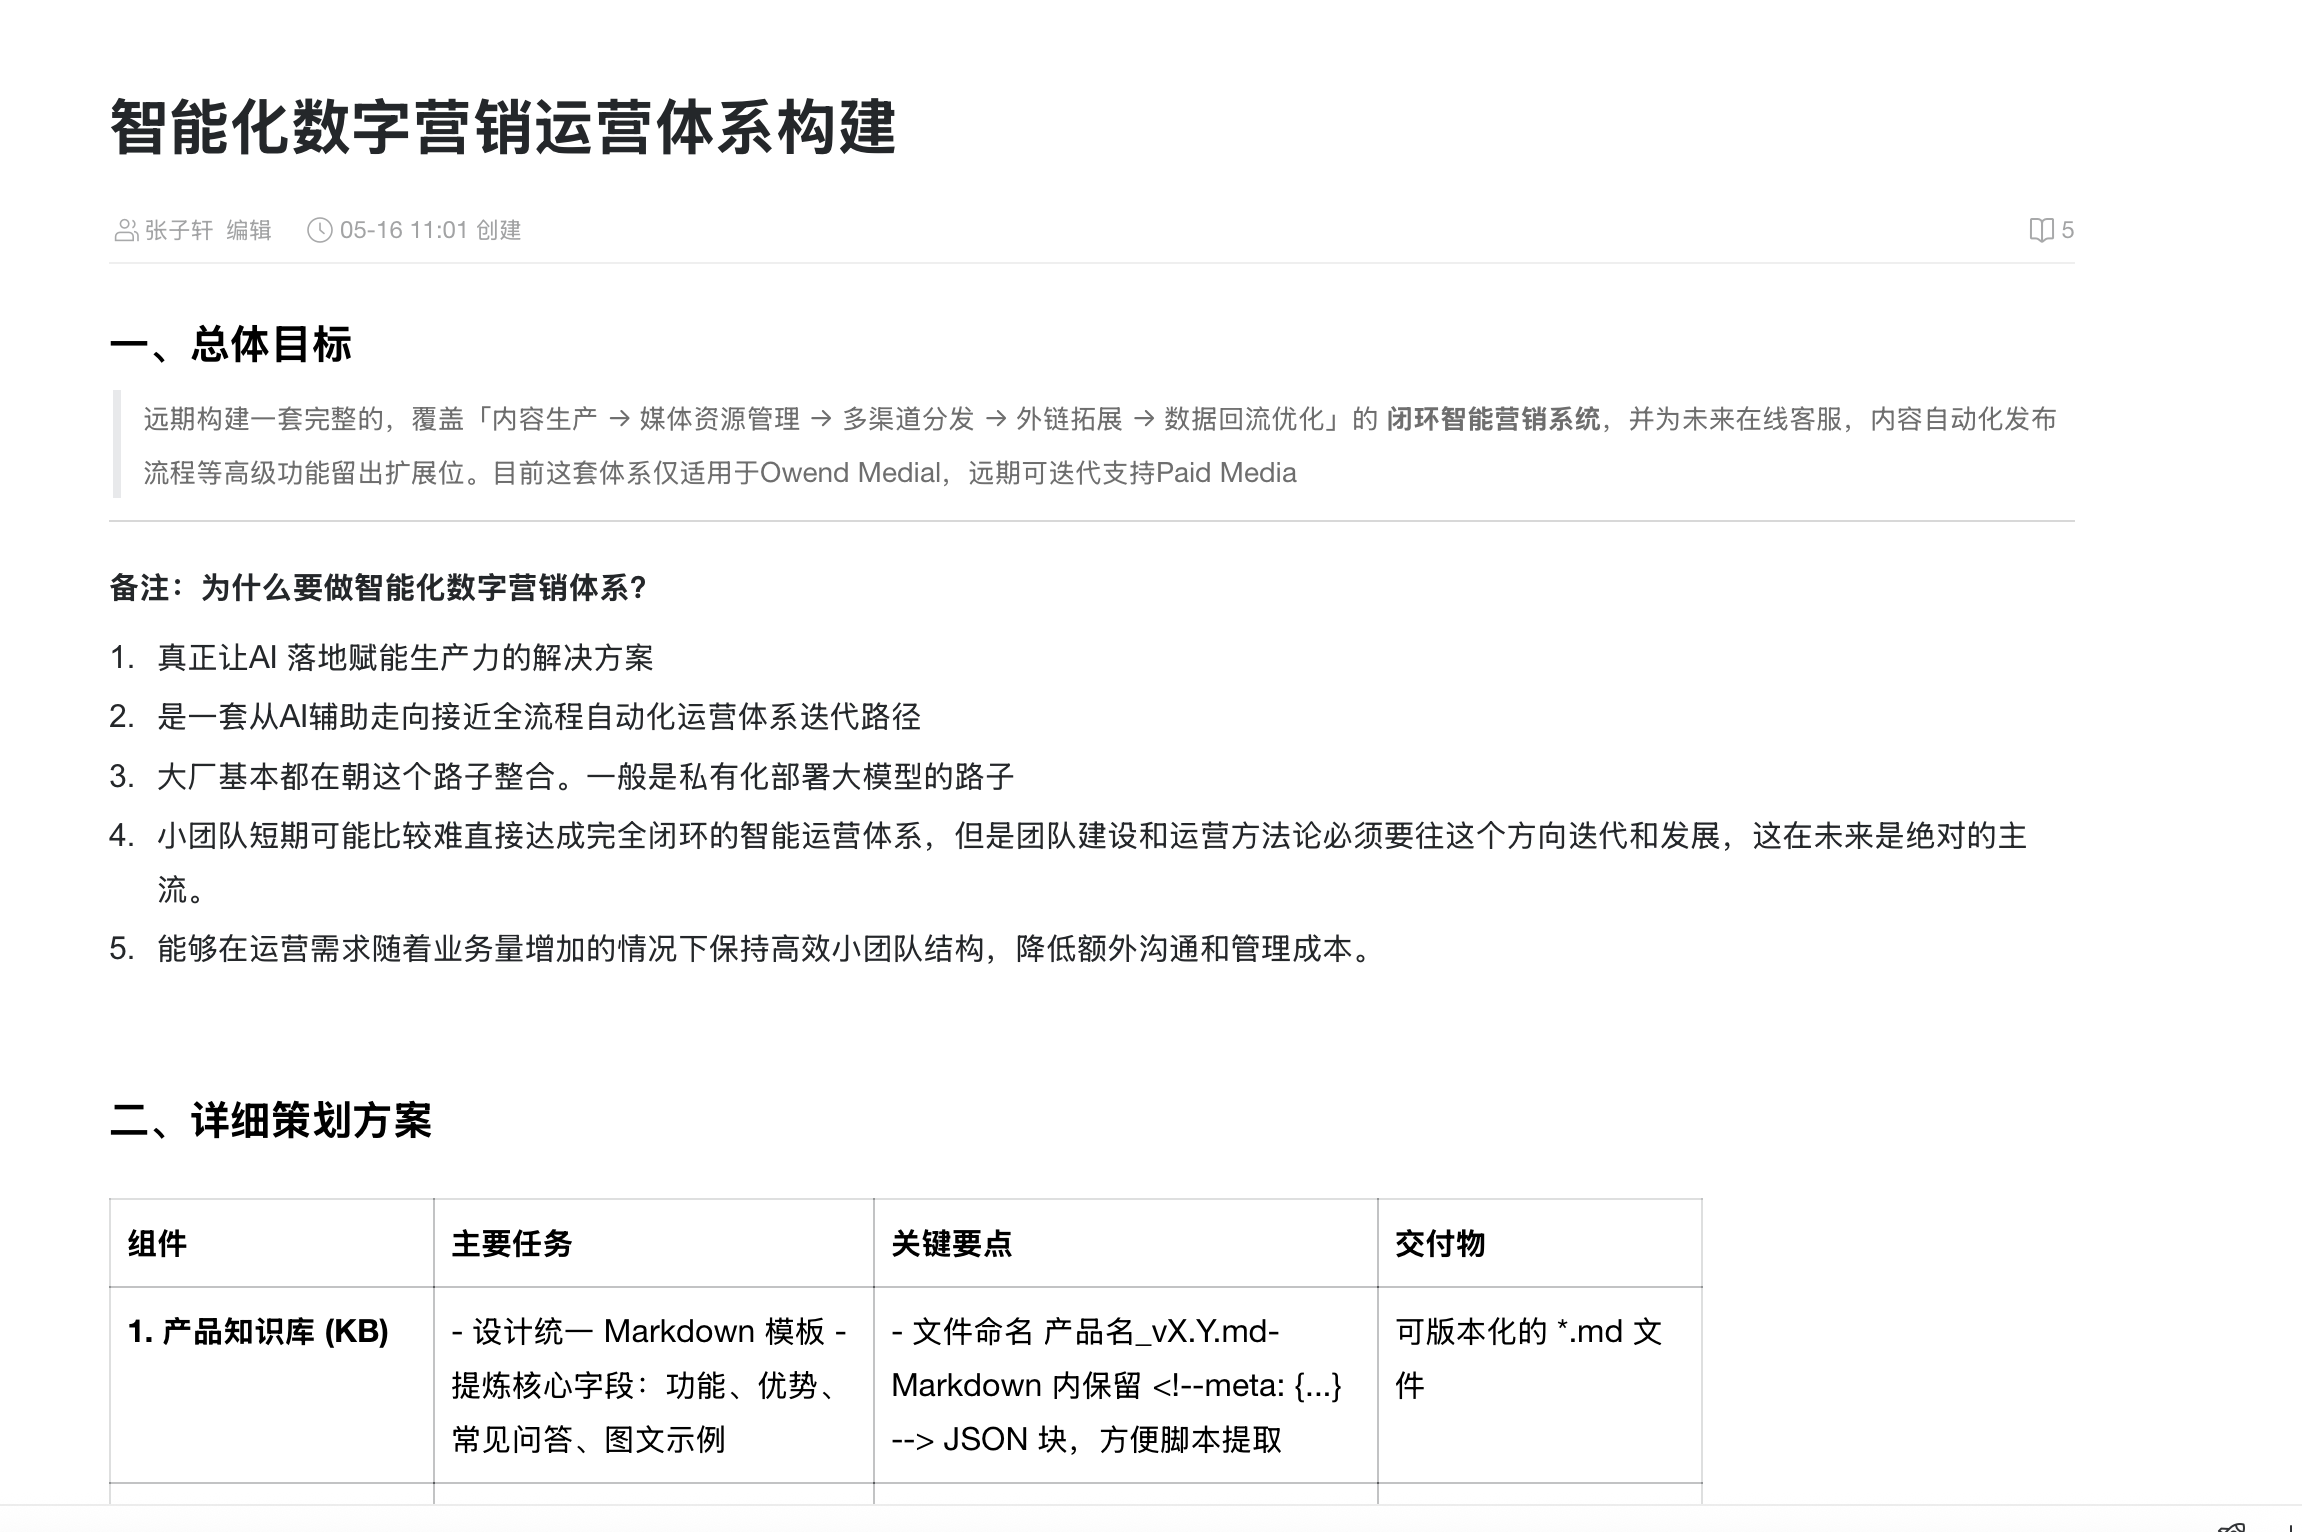 智能化数字营销运营体系构建
张子轩 编辑 05-16 11:01 创建 5
一、总体目标
远期构建一套完整的，覆盖「内容生产 → 媒体资源管理 → 多渠道分发 → 外链拓展 → 数据回流优化」的 闭环智能营销系统，并为未来在线客服，内容自动化发布
流程等高级功能留出扩展位。目前这套体系仅适用于Owend Medial，远期可迭代支持Paid Media
备注：为什么要做智能化数字营销体系？
1. 真正让AI 落地赋能生产力的解决方案
2. 是一套从AI辅助走向接近全流程自动化运营体系迭代路径
3. 大厂基本都在朝这个路子整合。一般是私有化部署大模型的路子
4. 小团队短期可能比较难直接达成完全闭环的智能运营体系，但是团队建设和运营方法论必须要往这个方向迭代和发展，这在未来是绝对的主
流。
5. 能够在运营需求随着业务量增加的情况下保持高效小团队结构，降低额外沟通和管理成本。
二、详细策划方案
组件 主要任务 关键要点 交付物
1. 产品知识库 (KB) - 设计统一 Markdown 模板 - - 文件命名 产品名_vX.Y.md- 可版本化的 *.md 文
提炼核心字段：功能、优势、 Markdown 内保留 <!--meta: {...} 件
常见问答、图文示例 --> JSON 块，方便脚本提取